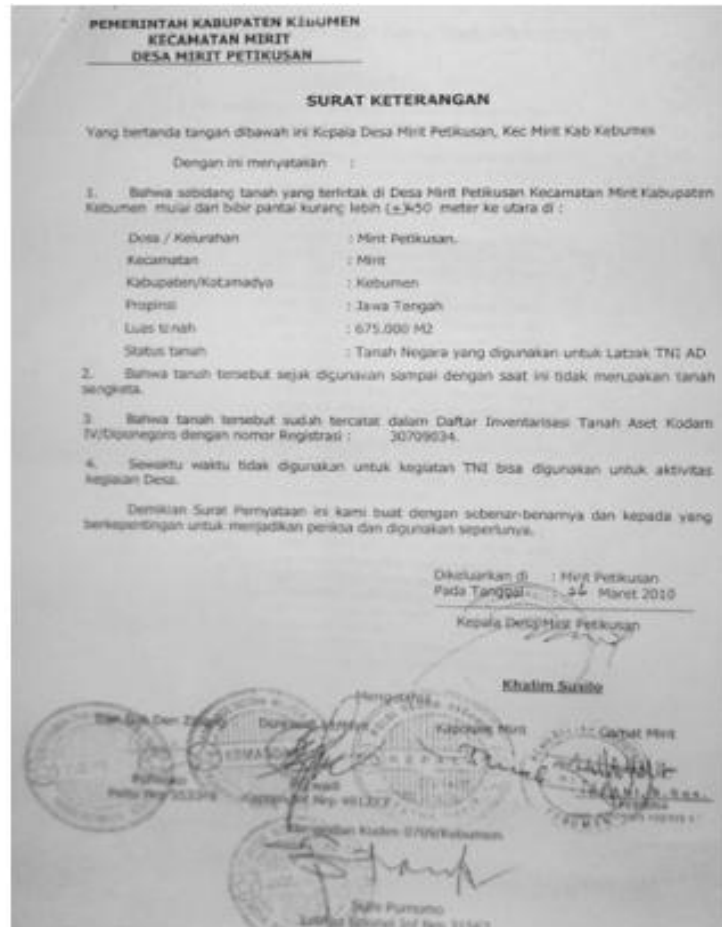 PEMERINTAH KABUPATEN KEBUMEN
KECAMATAN MIRIT
DESA MIRIT PETIKUSAN
SURAT KETERANGAN
Yang bertanda tangan dibawah ini Kepala Desa Mirit Petikusan, Kec Mirit Kab Kebumen
Dengan ini menyatakan :
1. Bahwa sebidang tanah yang terletak di Desa Mirit Petikusan Kecamatan Mirit Kabupaten
Kebumen mulai dari bibir pantai kurang lebih (±) 450 meter ke utara di :
Desa / Kelurahan : Mirit Petikusan.
Kecamatan : Mirit
Kabupaten/Kotamadya : Kebumen
Propinsi : Jawa Tengah
Luas tanah : 675.000 M2
Status tanah : Tanah Negara yang digunakan untuk Latzak TNI AD
2. Bahwa tanah tersebut sejak digunakan sampai dengan saat ini tidak merupakan tanah
sengketa.
3. Bahwa tanah tersebut sudah tercatat dalam Daftar Inventarisasi Tanah Aset Kodam
IV/Diponegoro dengan nomor Registrasi : 30709034.
4. Sewaktu waktu tidak digunakan untuk kegiatan TNI bisa digunakan untuk aktivitas
kegiatan Desa.
Demikian Surat Pernyataan ini kami buat dengan sebenar-benarnya dan kepada yang
berkepentingan untuk menjadikan periksa dan digunakan seperlunya.
Dikeluarkan di : Mirit Petikusan
Pada Tanggal : 26 Maret 2010
Kepala Desa Mirit Petikusan
Khalim Susito
Mengetahui
Kapolsek Mirit Camat Mirit
Komandan Kodim 0709/Kebumen
Purnomo